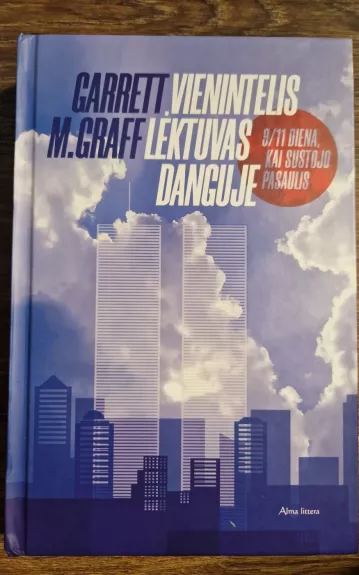 GARRETT
M. GRAFF
VIENINTELIS
LĖKTUVAS
DANGUJE
9/11 DIENA,
KAI SUSTOJO
PASAULIS
Alma littera